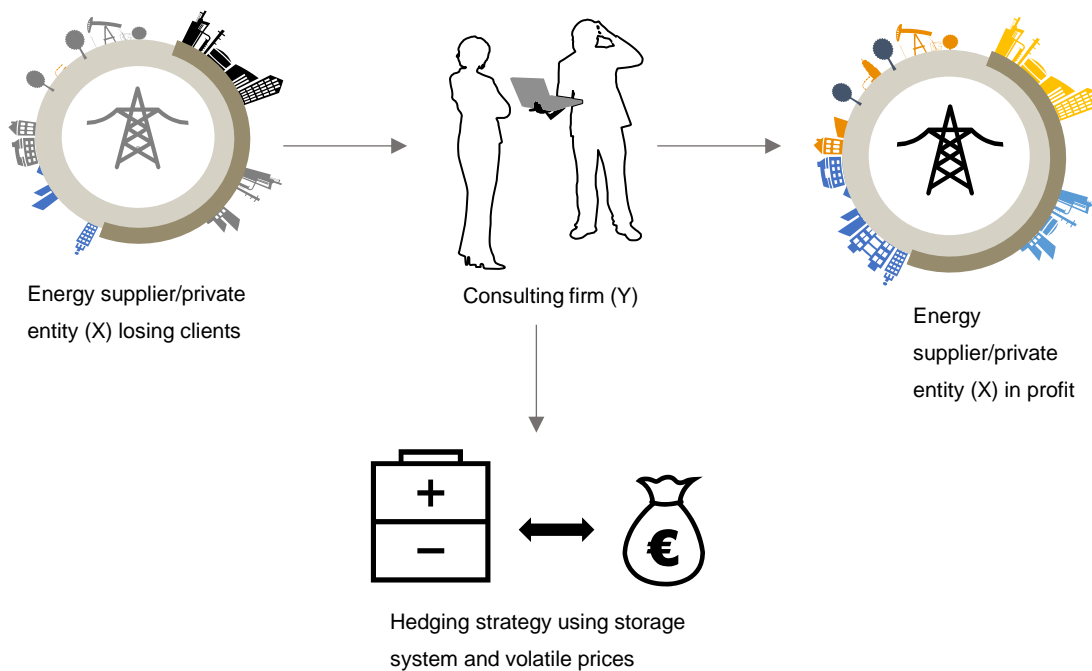 Energy supplier/private
entity (X) losing clients
Consulting firm (Y)
Energy
supplier/private
entity (X) in profit
+
−
€
Hedging strategy using storage
system and volatile prices